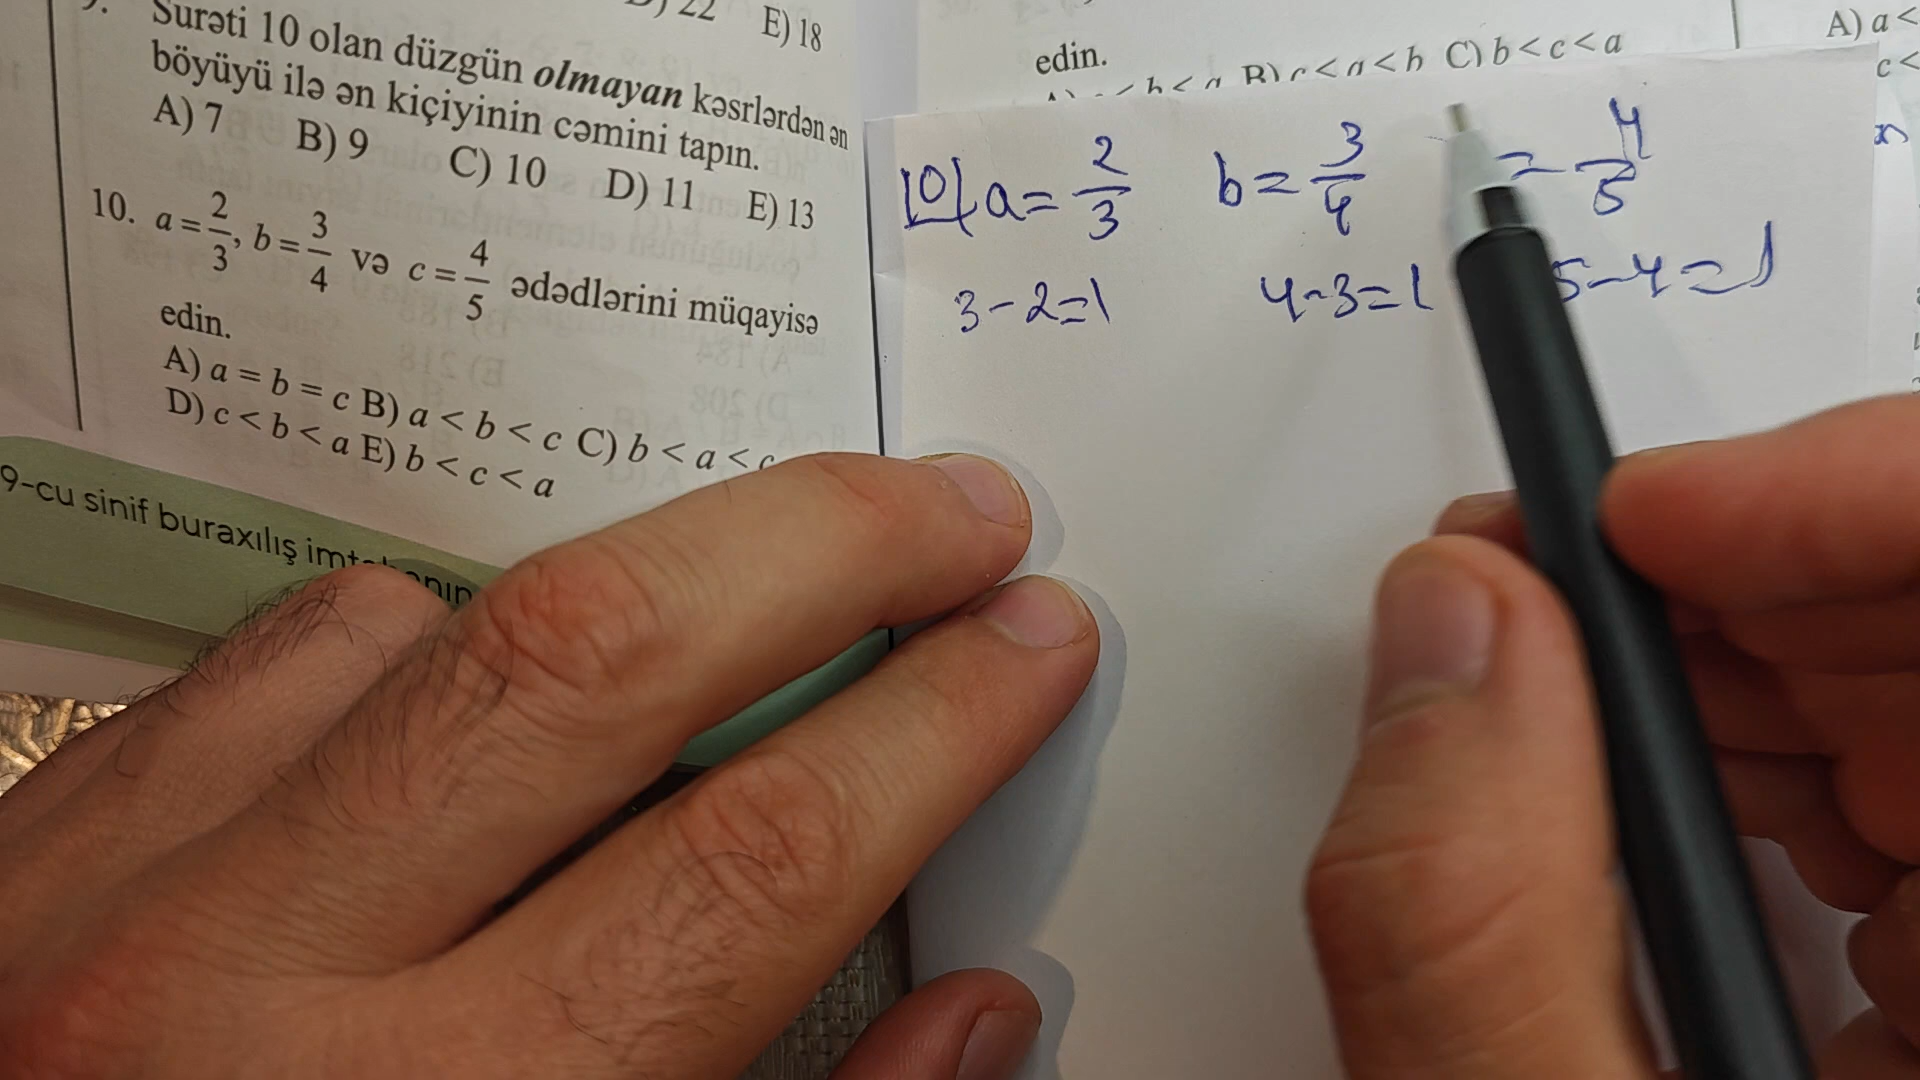 22 E) 18
Surəti 10 olan düzgün olmayan kəsrlərdən ən
böyüyü ilə ən kiçiyinin cəmini tapın.
A) 7 B) 9 C) 10 D) 11 E) 13
10. a = 2/3, b = 3/4 və c = 4/5 ədədlərini müqayisə
edin.
A) a = b = c B) a < b < c C) b < a <
D) c < b < a E) b < c < a
9-cu sinif buraxılış
edin.
C) b < c < a
A) a <
c <
10 a = 2/3 b = 3/4 = 4/5
3 - 2 = 1 4 - 3 = 1 5 - 4 = 1